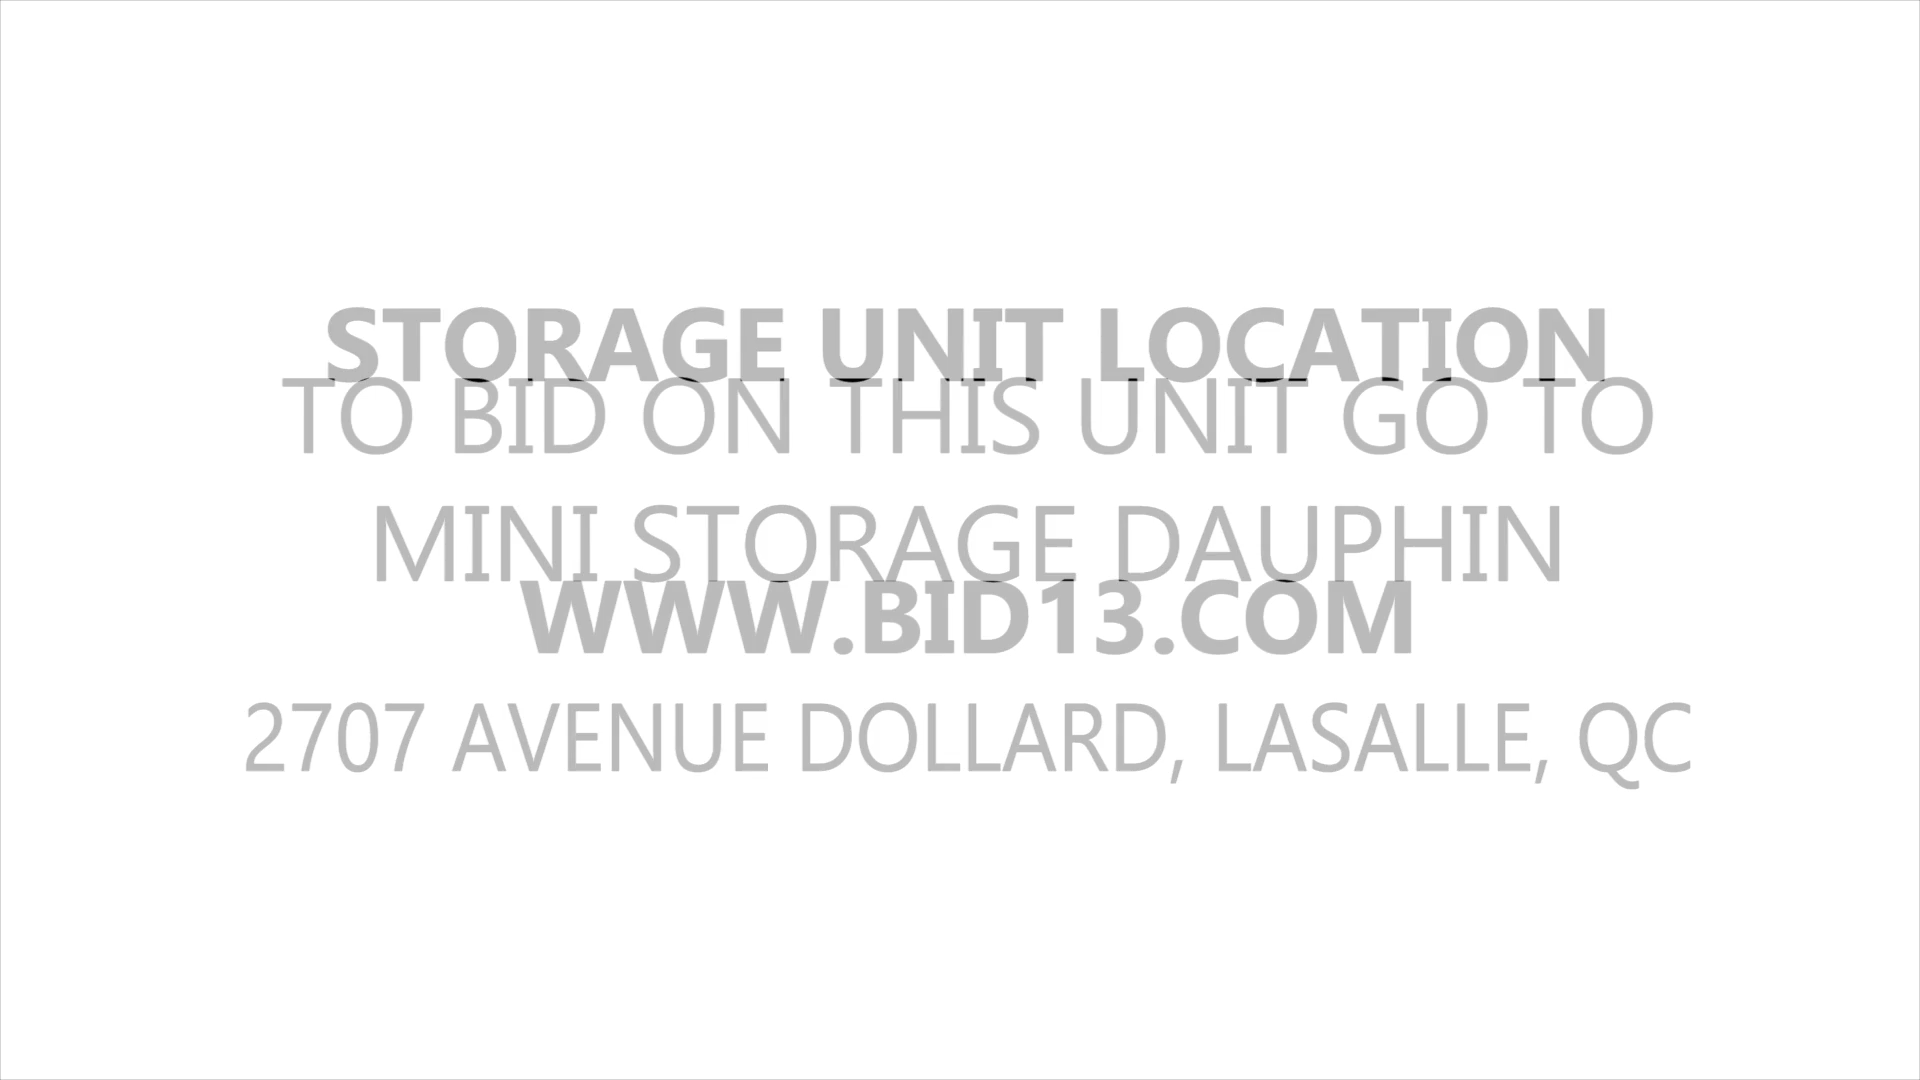 STORAGE UNIT LOCATION
TO BID ON THIS UNIT GO TO
MINI STORAGE DAUPHIN
WWW.BID13.COM
2707 AVENUE DOLLARD, LASALLE, QC